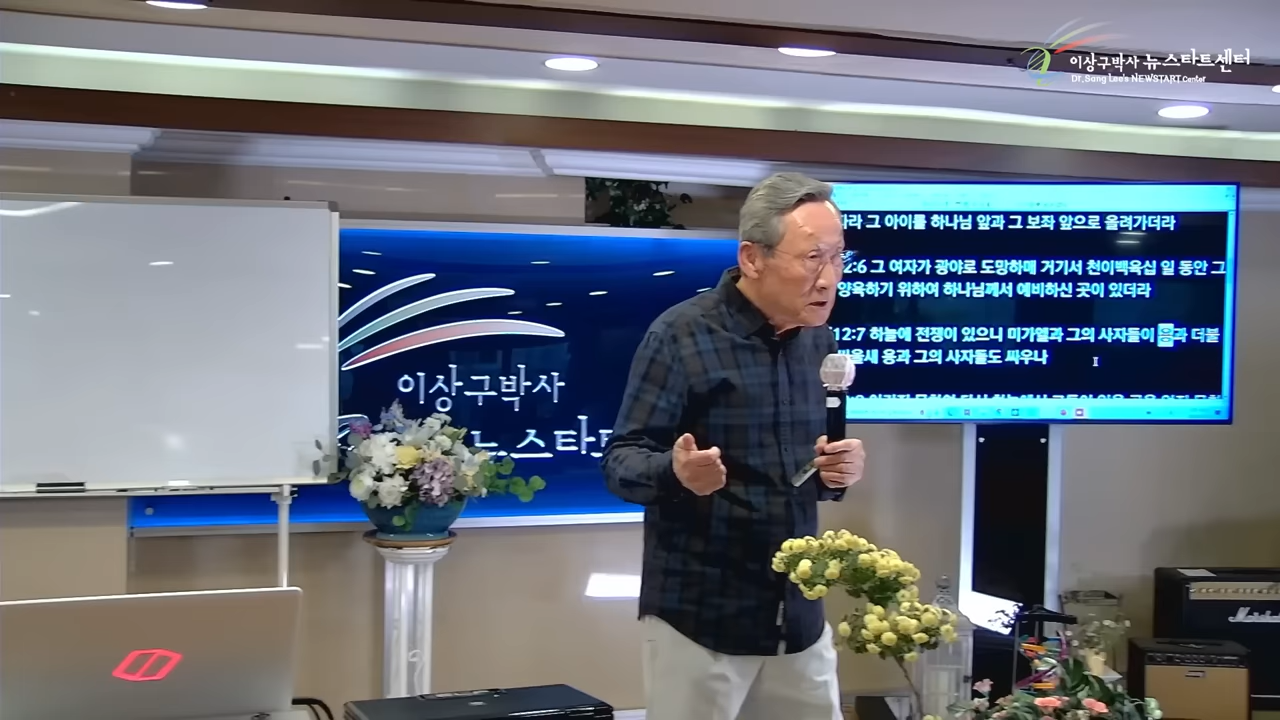 이상구박사 뉴스타트센터
Dr. Sang Lee's NEWSTART Center
그 아이를 하나님 앞과 그 보좌 앞으로 올려가더라
12:6 그 여자가 광야로 도망하매 거기서 천이백육십 일 동안 그
양육하기 위하여 하나님께서 예비하신 곳이 있더라
12:7 하늘에 전쟁이 있으니 미가엘과 그의 사자들이 용과 더불
싸울새 용과 그의 사자들도 싸우나
이상구박사
뉴스타트
Marshall